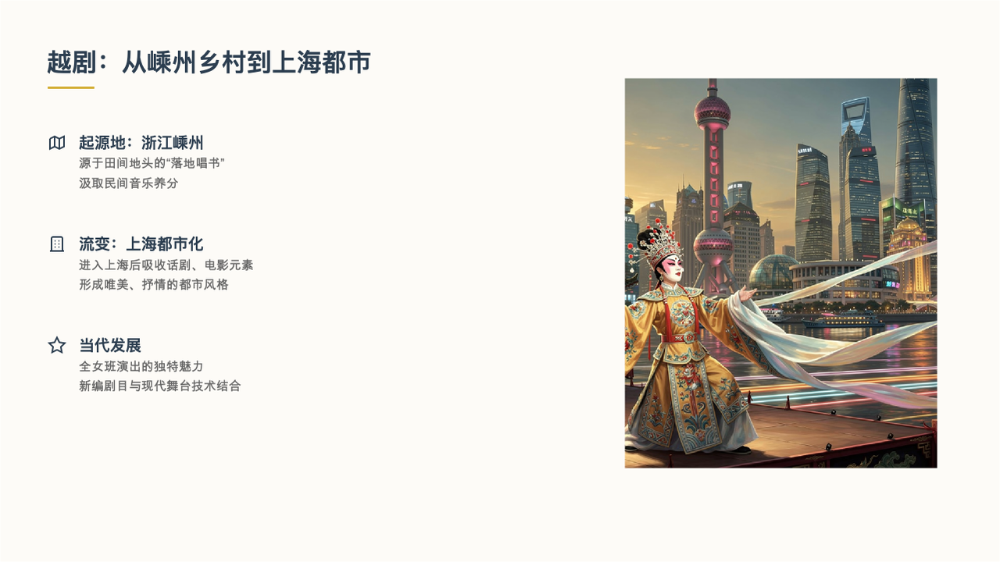 越剧：从嵊州乡村到上海都市
起源地：浙江嵊州
源于田间地头的“落地唱书”
汲取民间音乐养分
流变：上海都市化
进入上海后吸收话剧、电影元素
形成唯美、抒情的都市风格
当代发展
全女班演出的独特魅力
新编剧目与现代舞台技术结合